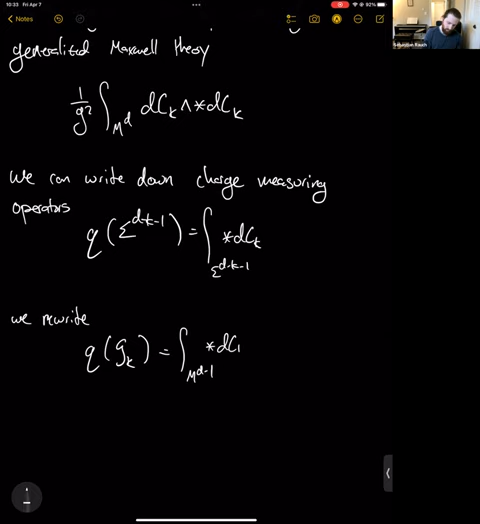 10:33 Fri Apr 7
92%
Notes
Sebastian Rauch
generalized Maxwell theory
1/g² ∫_{M^d} dC_k ∧ *dC_k
we can write down charge measuring
operators
q(Σ^{d-k-1}) = ∫_{Σ^{d-k-1}} *dC_k
we rewrite
q(g_k) = ∫_{M^{d-1}} *dC,